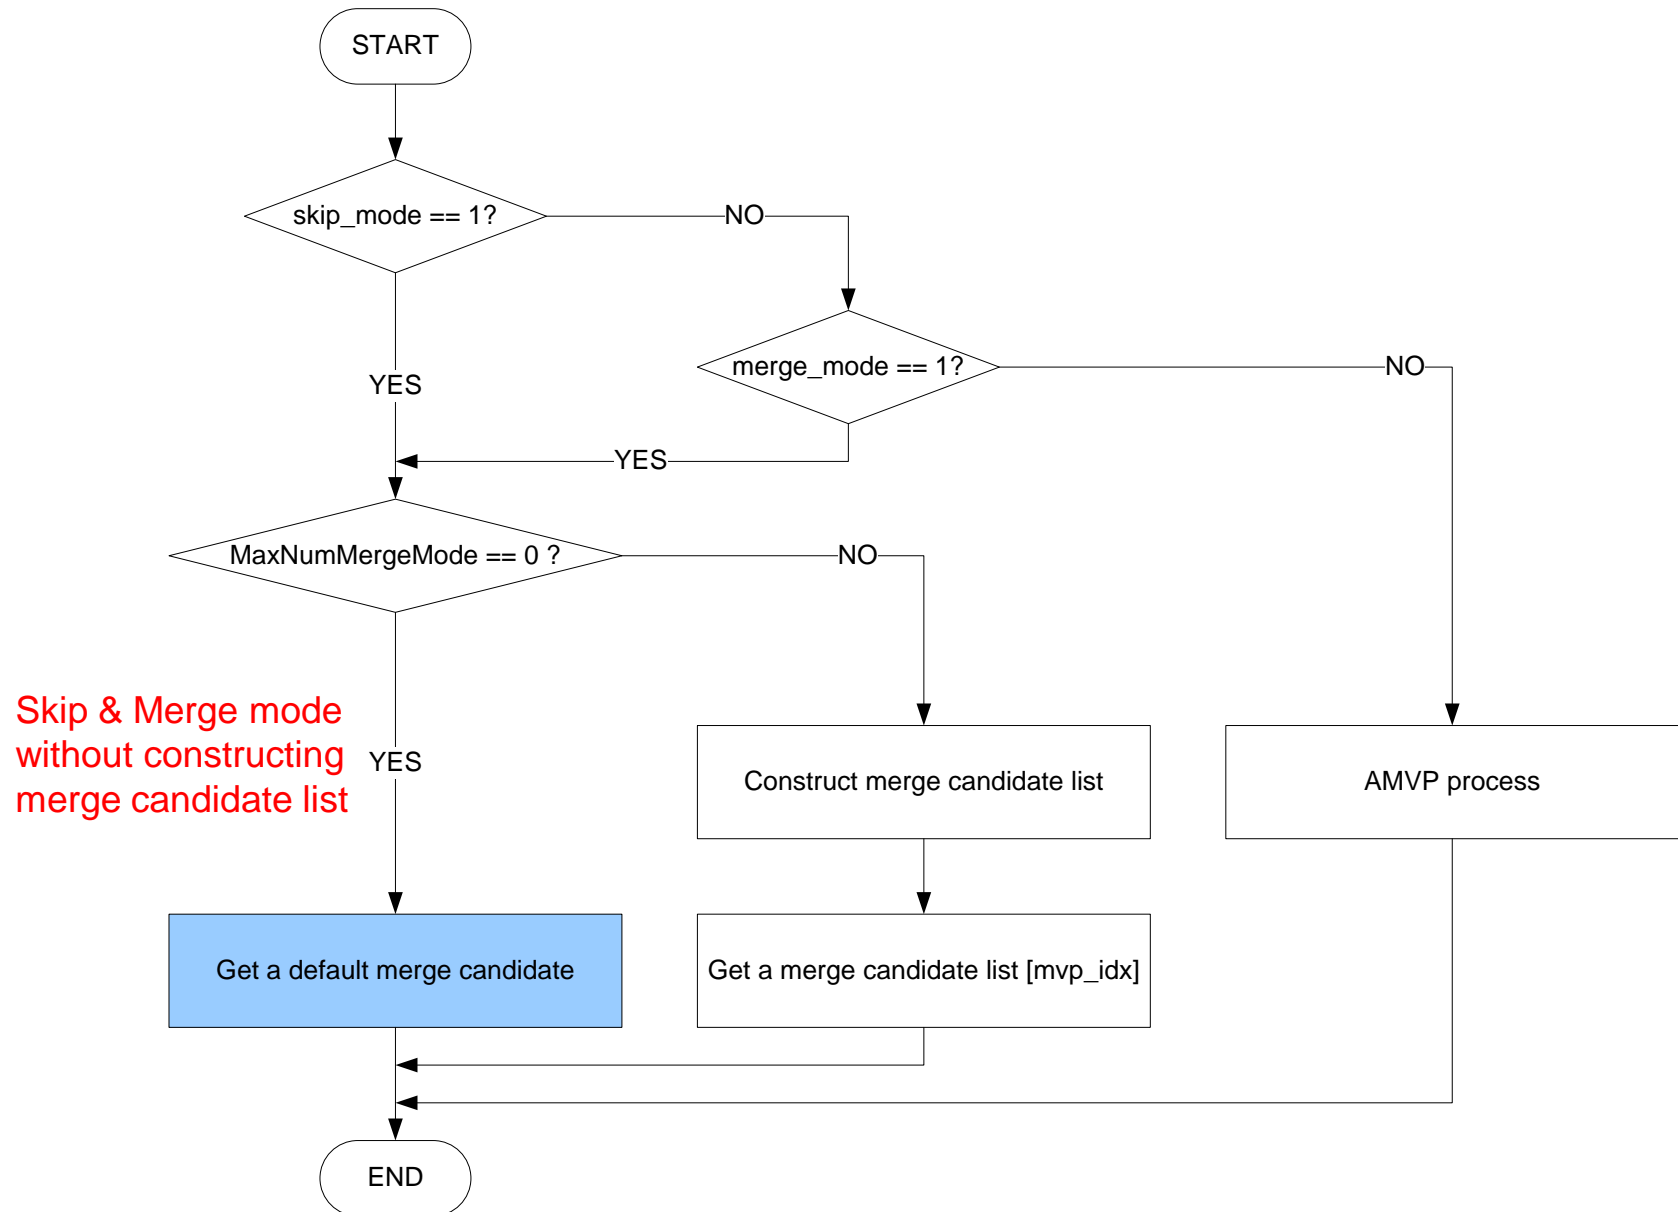 START
skip_mode == 1?
NO
merge_mode == 1?
NO
YES
YES
MaxNumMergeMode == 0 ?
NO
Skip & Merge mode
without constructing
merge candidate list
YES
Construct merge candidate list
AMVP process
Get a default merge candidate
Get a merge candidate list [mvp_idx]
END